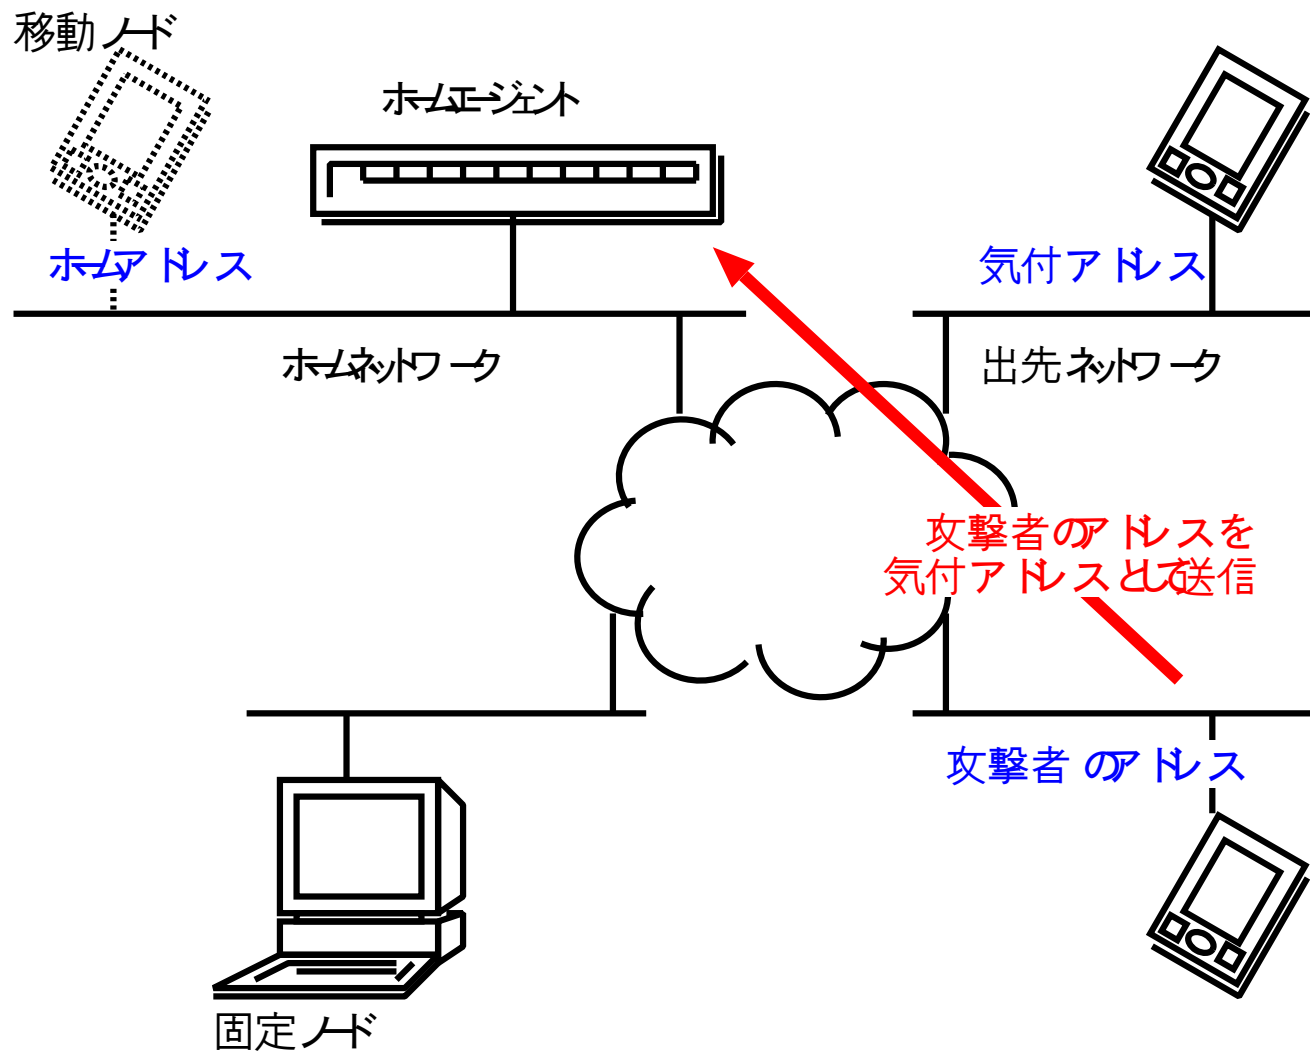 移動ノード
ホームエージェント
ホームアドレス
気付アドレス
ホームネットワーク
出先ネットワーク
攻撃者のアドレスを
気付アドレスとして送信
攻撃者のアドレス
固定ノード